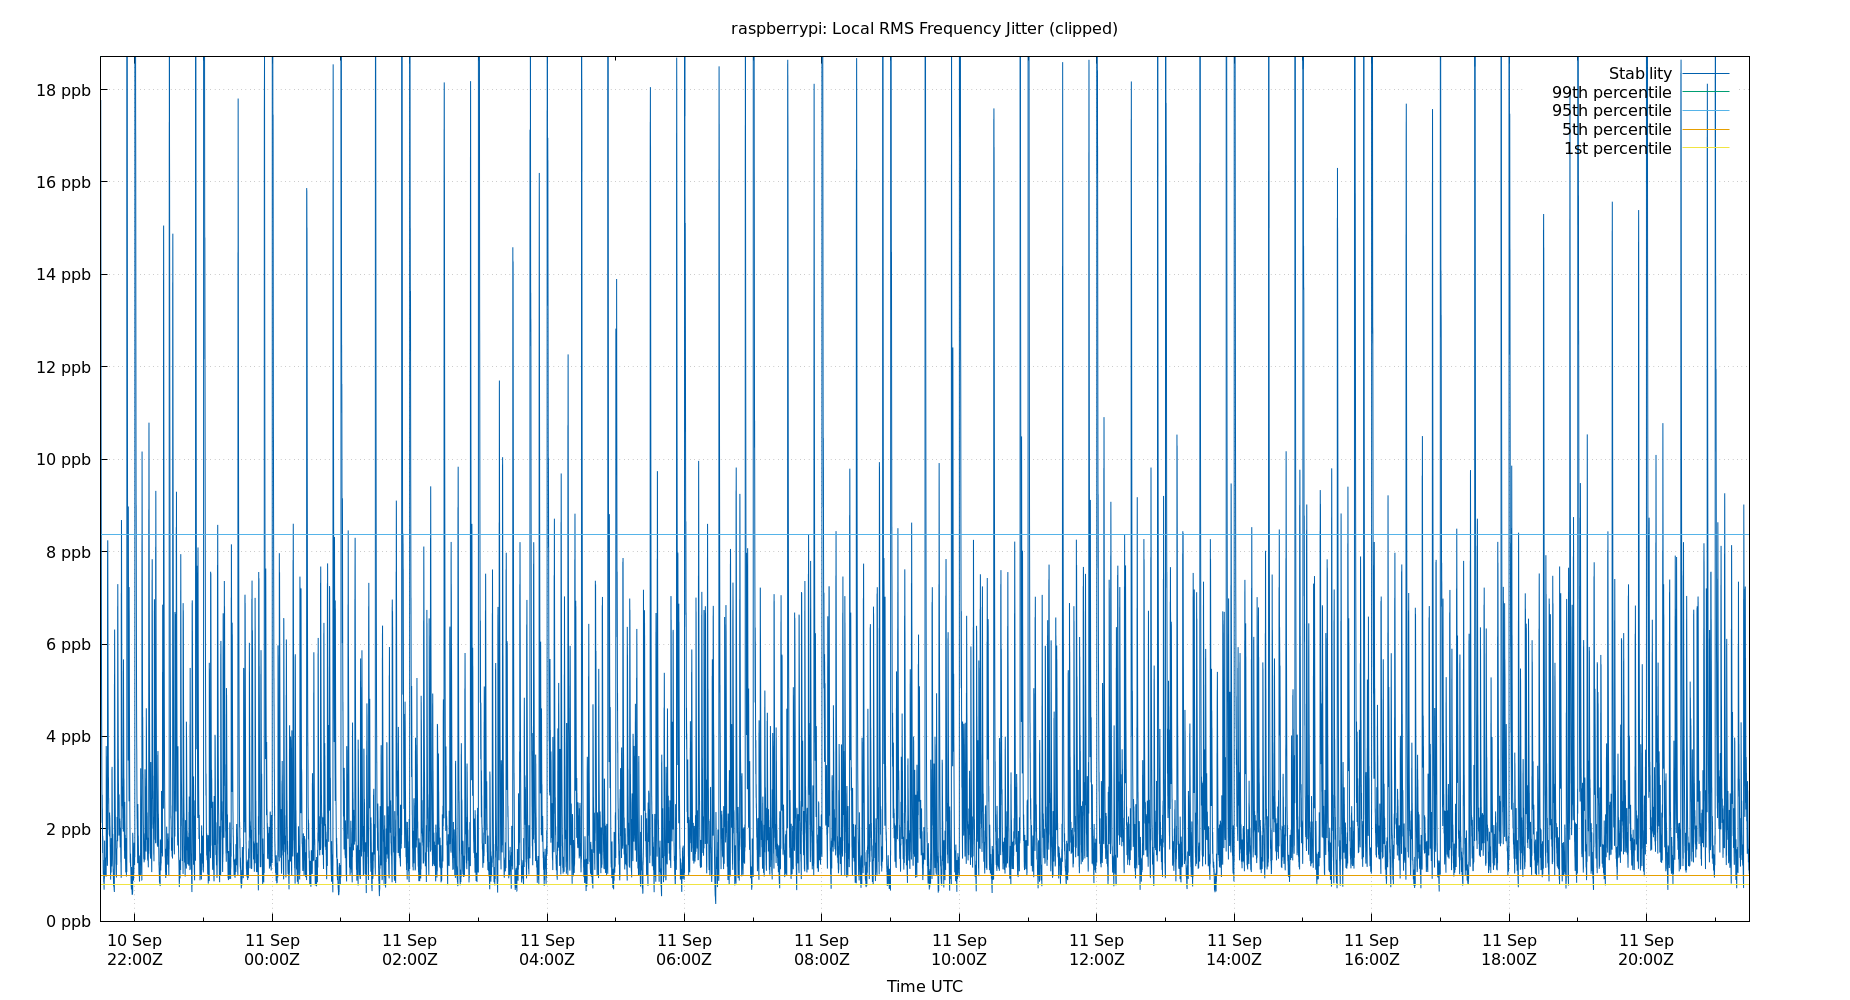 raspberrypi: Local RMS Frequency Jitter (clipped)
Stability
99th percentile
95th percentile
5th percentile
1st percentile
18 ppb
16 ppb
14 ppb
12 ppb
10 ppb
8 ppb
6 ppb
4 ppb
2 ppb
0 ppb
10 Sep 11 Sep 11 Sep 11 Sep 11 Sep 11 Sep 11 Sep 11 Sep 11 Sep 11 Sep 11 Sep 11 Sep
22:00Z 00:00Z 02:00Z 04:00Z 06:00Z 08:00Z 10:00Z 12:00Z 14:00Z 16:00Z 18:00Z 20:00Z
Time UTC